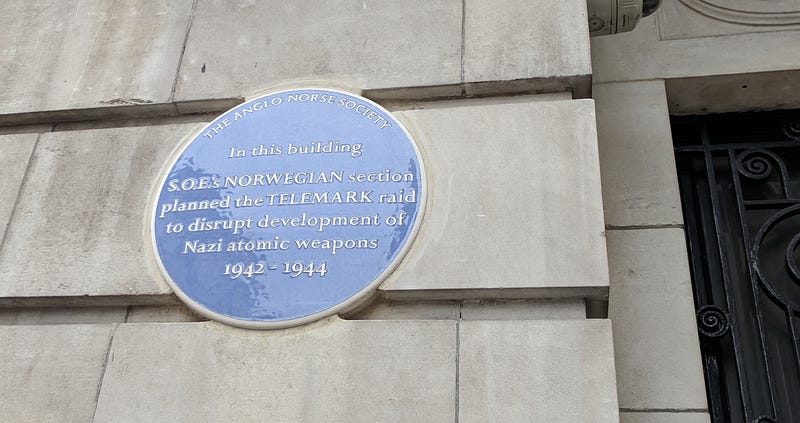 THE ANGLO-NORSE SOCIETY
In this building
S.O.E.s NORWEGIAN section
planned the TELEMARK raid
to disrupt development of
Nazi atomic weapons
1942 - 1944